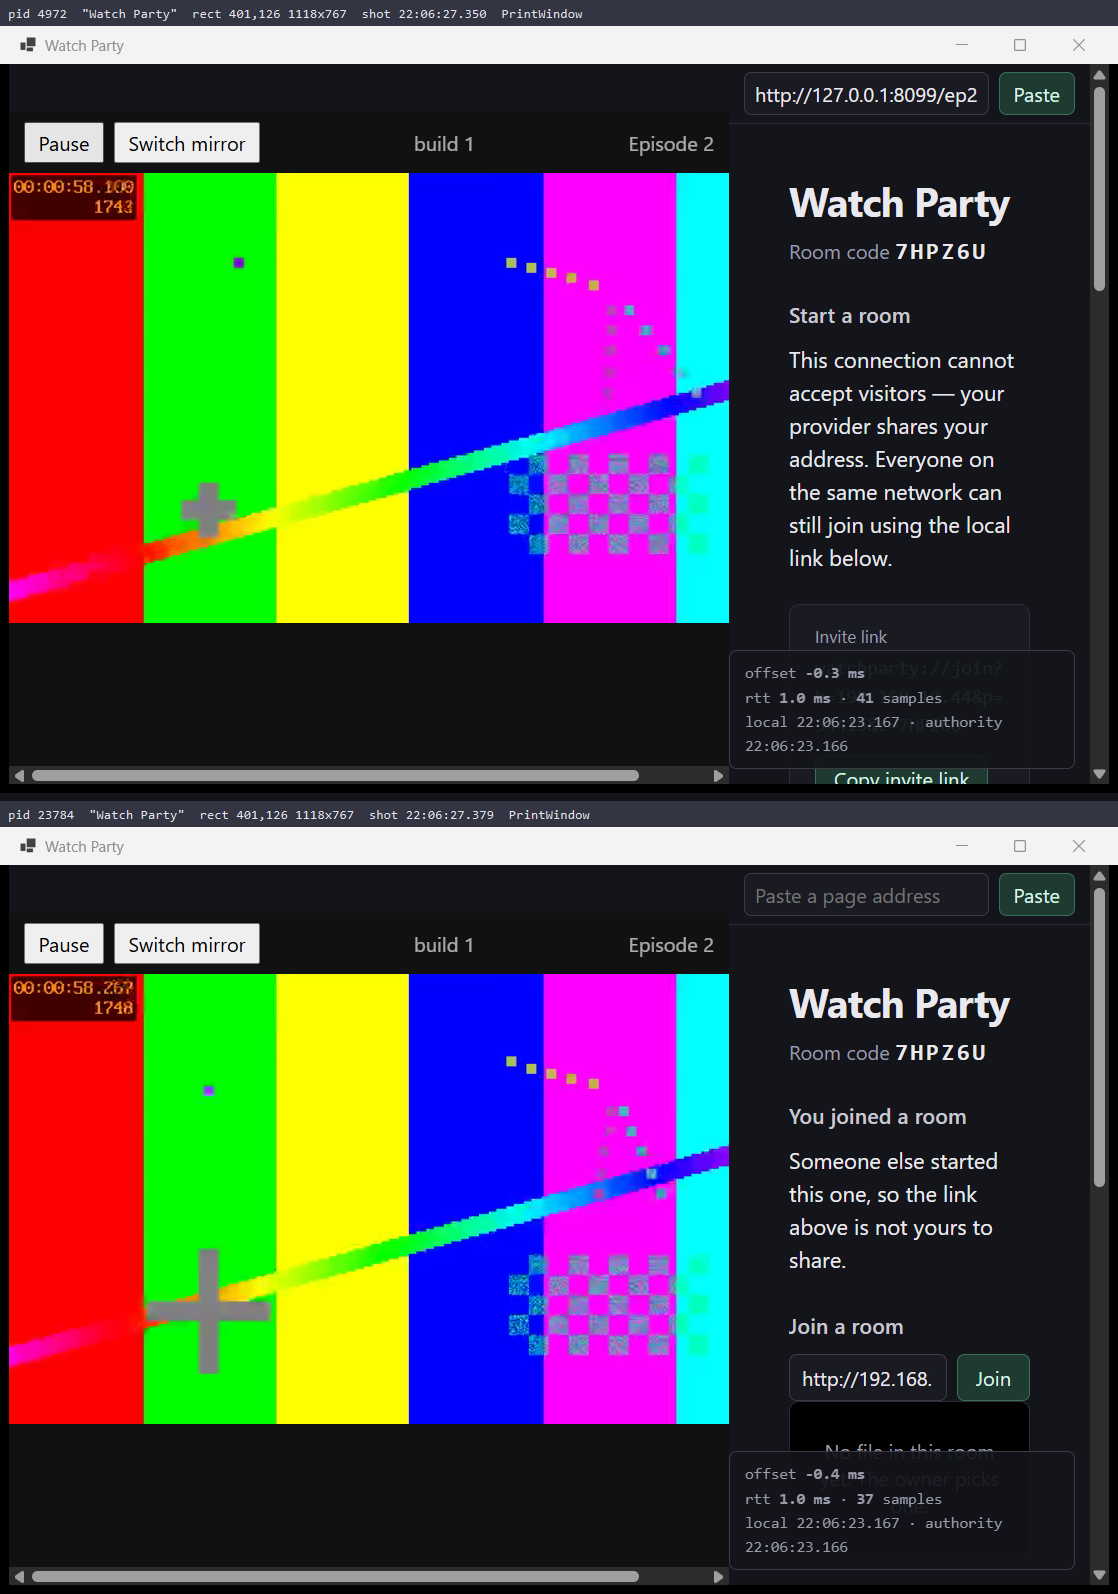 pid 4972 "Watch Party" rect 401,126 1118x767 shot 22:06:27.350 PrintWindow
Watch Party
http://127.0.0.1:8099/ep2
Paste
Pause
Switch mirror
build 1
Episode 2
00:00:58.100
1743
Watch Party
Room code 7HPZ6U
Start a room
This connection cannot
accept visitors — your
provider shares your
address. Everyone on
the same network can
still join using the local
link below.
Invite link
offset -0.3 ms
rtt 1.0 ms · 41 samples
local 22:06:23.167 · authority
22:06:23.166
Copy invite link
pid 23784 "Watch Party" rect 401,126 1118x767 shot 22:06:27.379 PrintWindow
Watch Party
Paste a page address
Paste
Pause
Switch mirror
build 1
Episode 2
00:00:58.267
1748
Watch Party
Room code 7HPZ6U
You joined a room
Someone else started
this one, so the link
above is not yours to
share.
Join a room
http://192.168.
Join
No file in this room
yet. The owner picks
offset -0.4 ms
rtt 1.0 ms · 37 samples
local 22:06:23.167 · authority
22:06:23.166